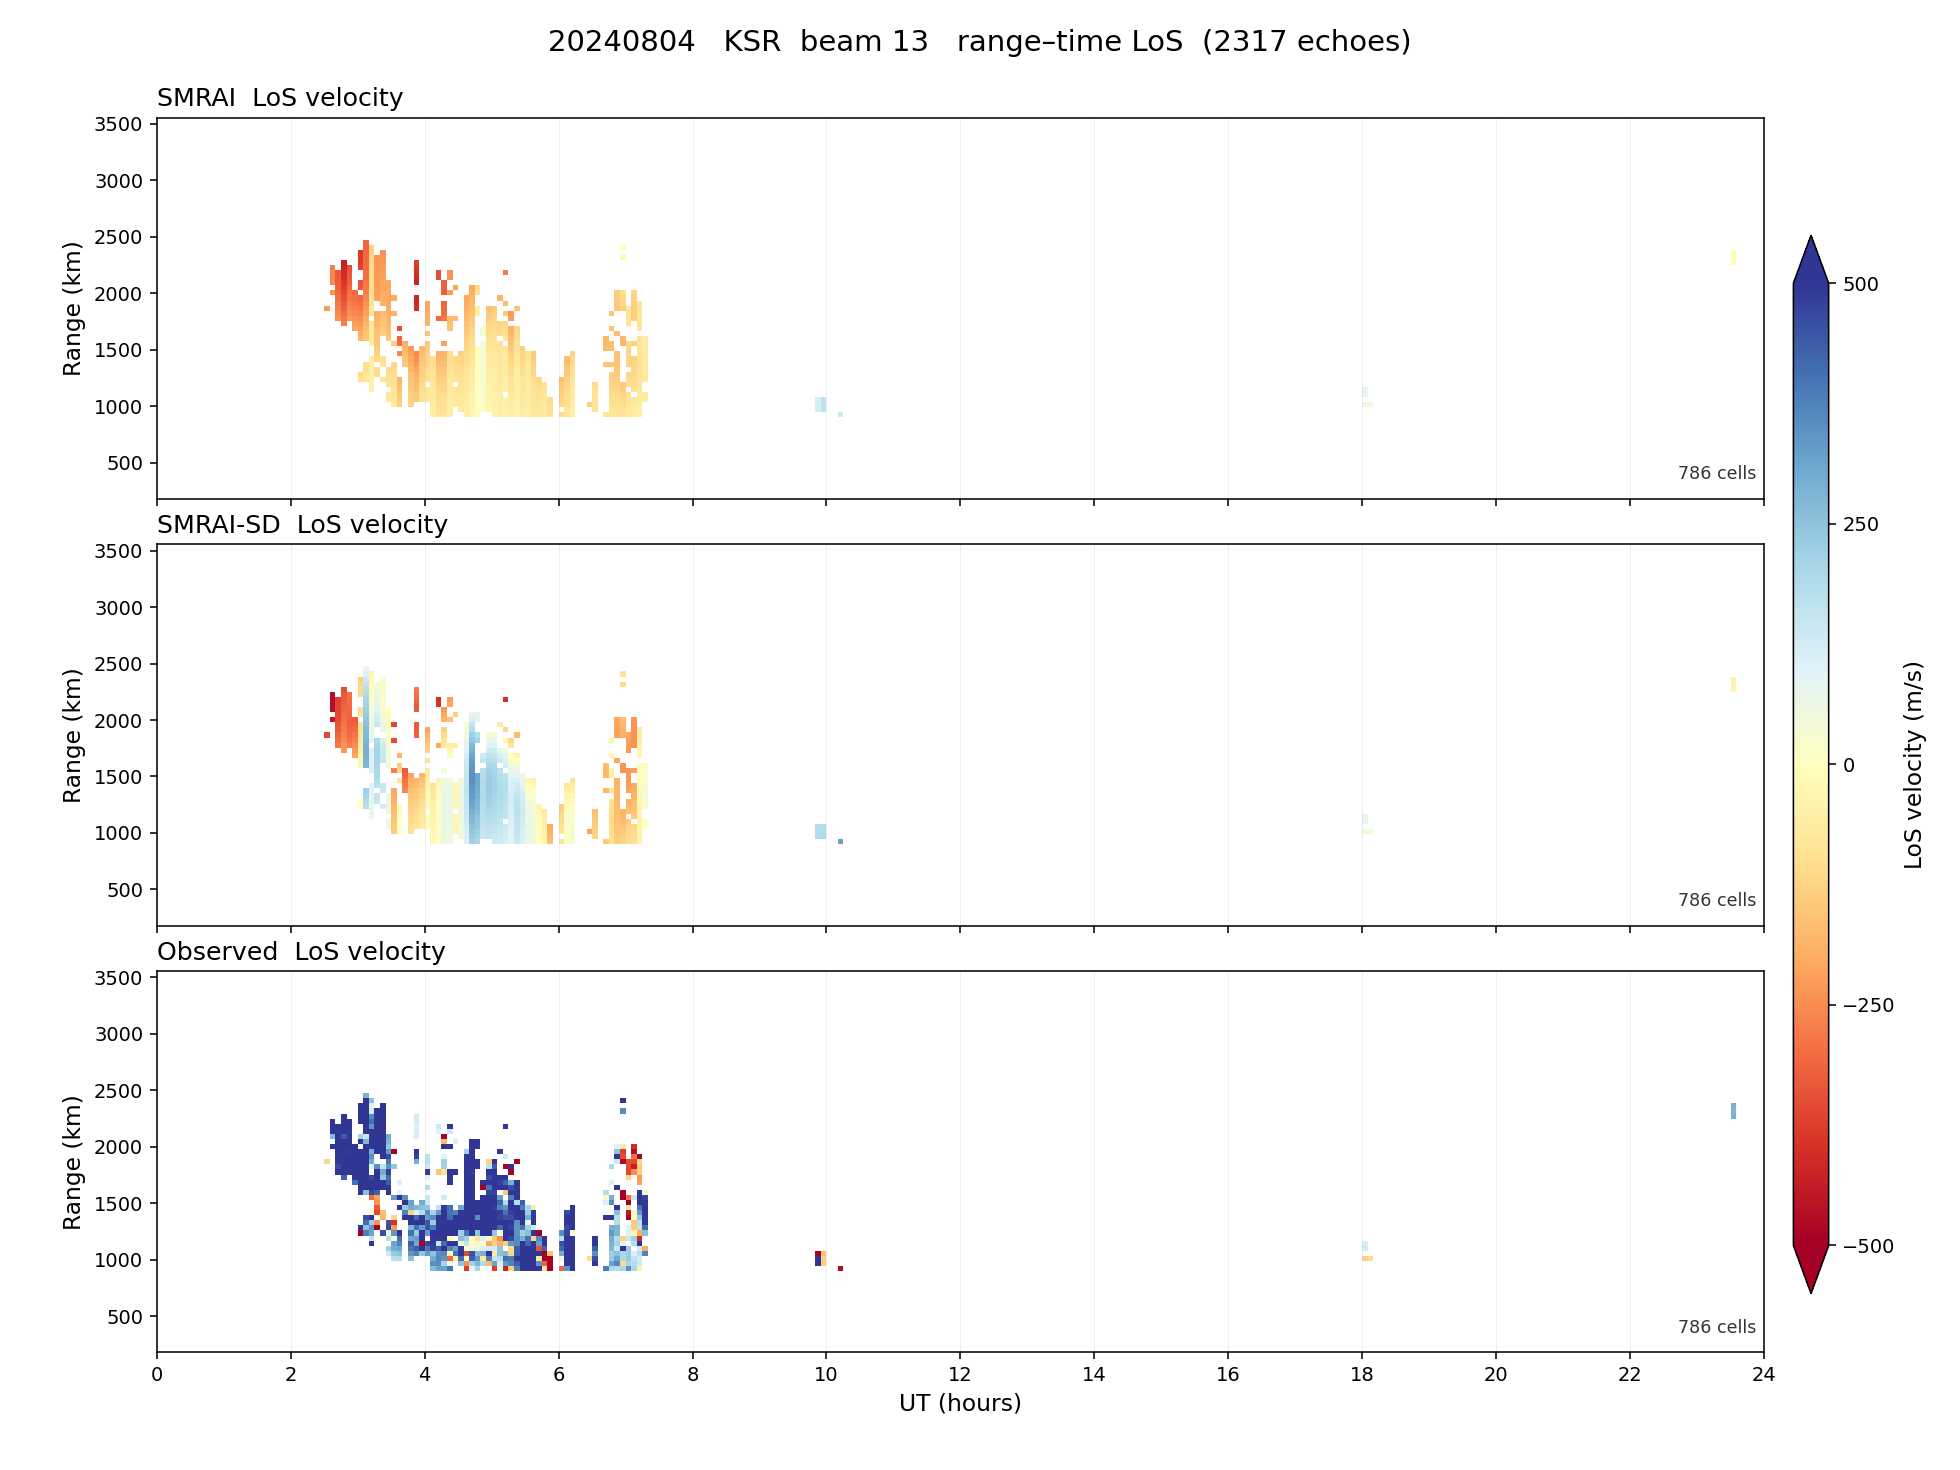 20240804   KSR  beam 13   range–time LoS  (2317 echoes)
SMRAI  LoS velocity
3500
3000
2500
2000
1500
1000
500
Range (km)
786 cells
SMRAI-SD  LoS velocity
3500
3000
2500
2000
1500
1000
500
Range (km)
786 cells
Observed  LoS velocity
3500
3000
2500
2000
1500
1000
500
Range (km)
786 cells
0 2 4 6 8 10 12 14 16 18 20 22 24
UT (hours)
500
250
0
−250
−500
LoS velocity (m/s)